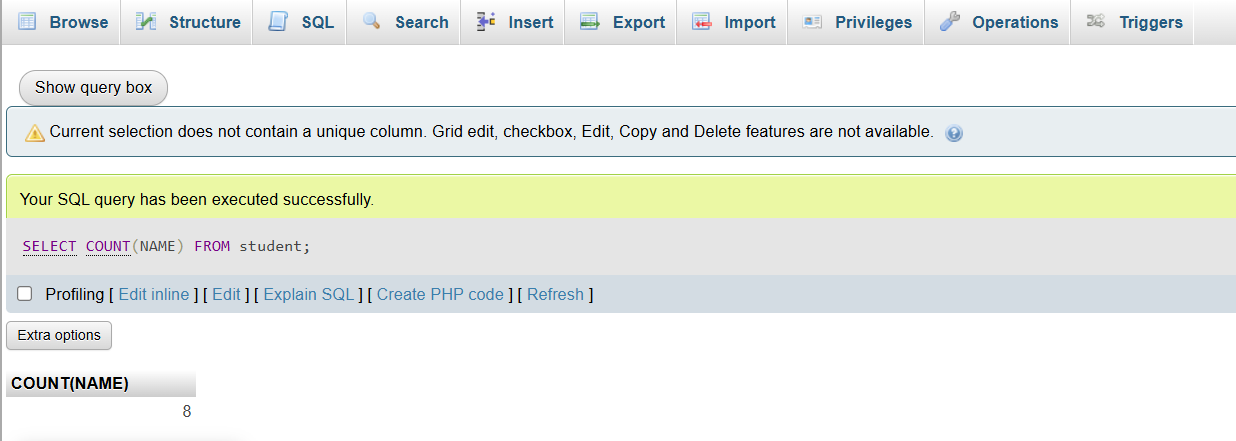 Browse Structure SQL Search Insert Export Import Privileges Operations Triggers
Show query box
Current selection does not contain a unique column. Grid edit, checkbox, Edit, Copy and Delete features are not available.
Your SQL query has been executed successfully.
SELECT COUNT(NAME) FROM student;
Profiling [ Edit inline ] [ Edit ] [ Explain SQL ] [ Create PHP code ] [ Refresh ]
Extra options
COUNT(NAME)
8